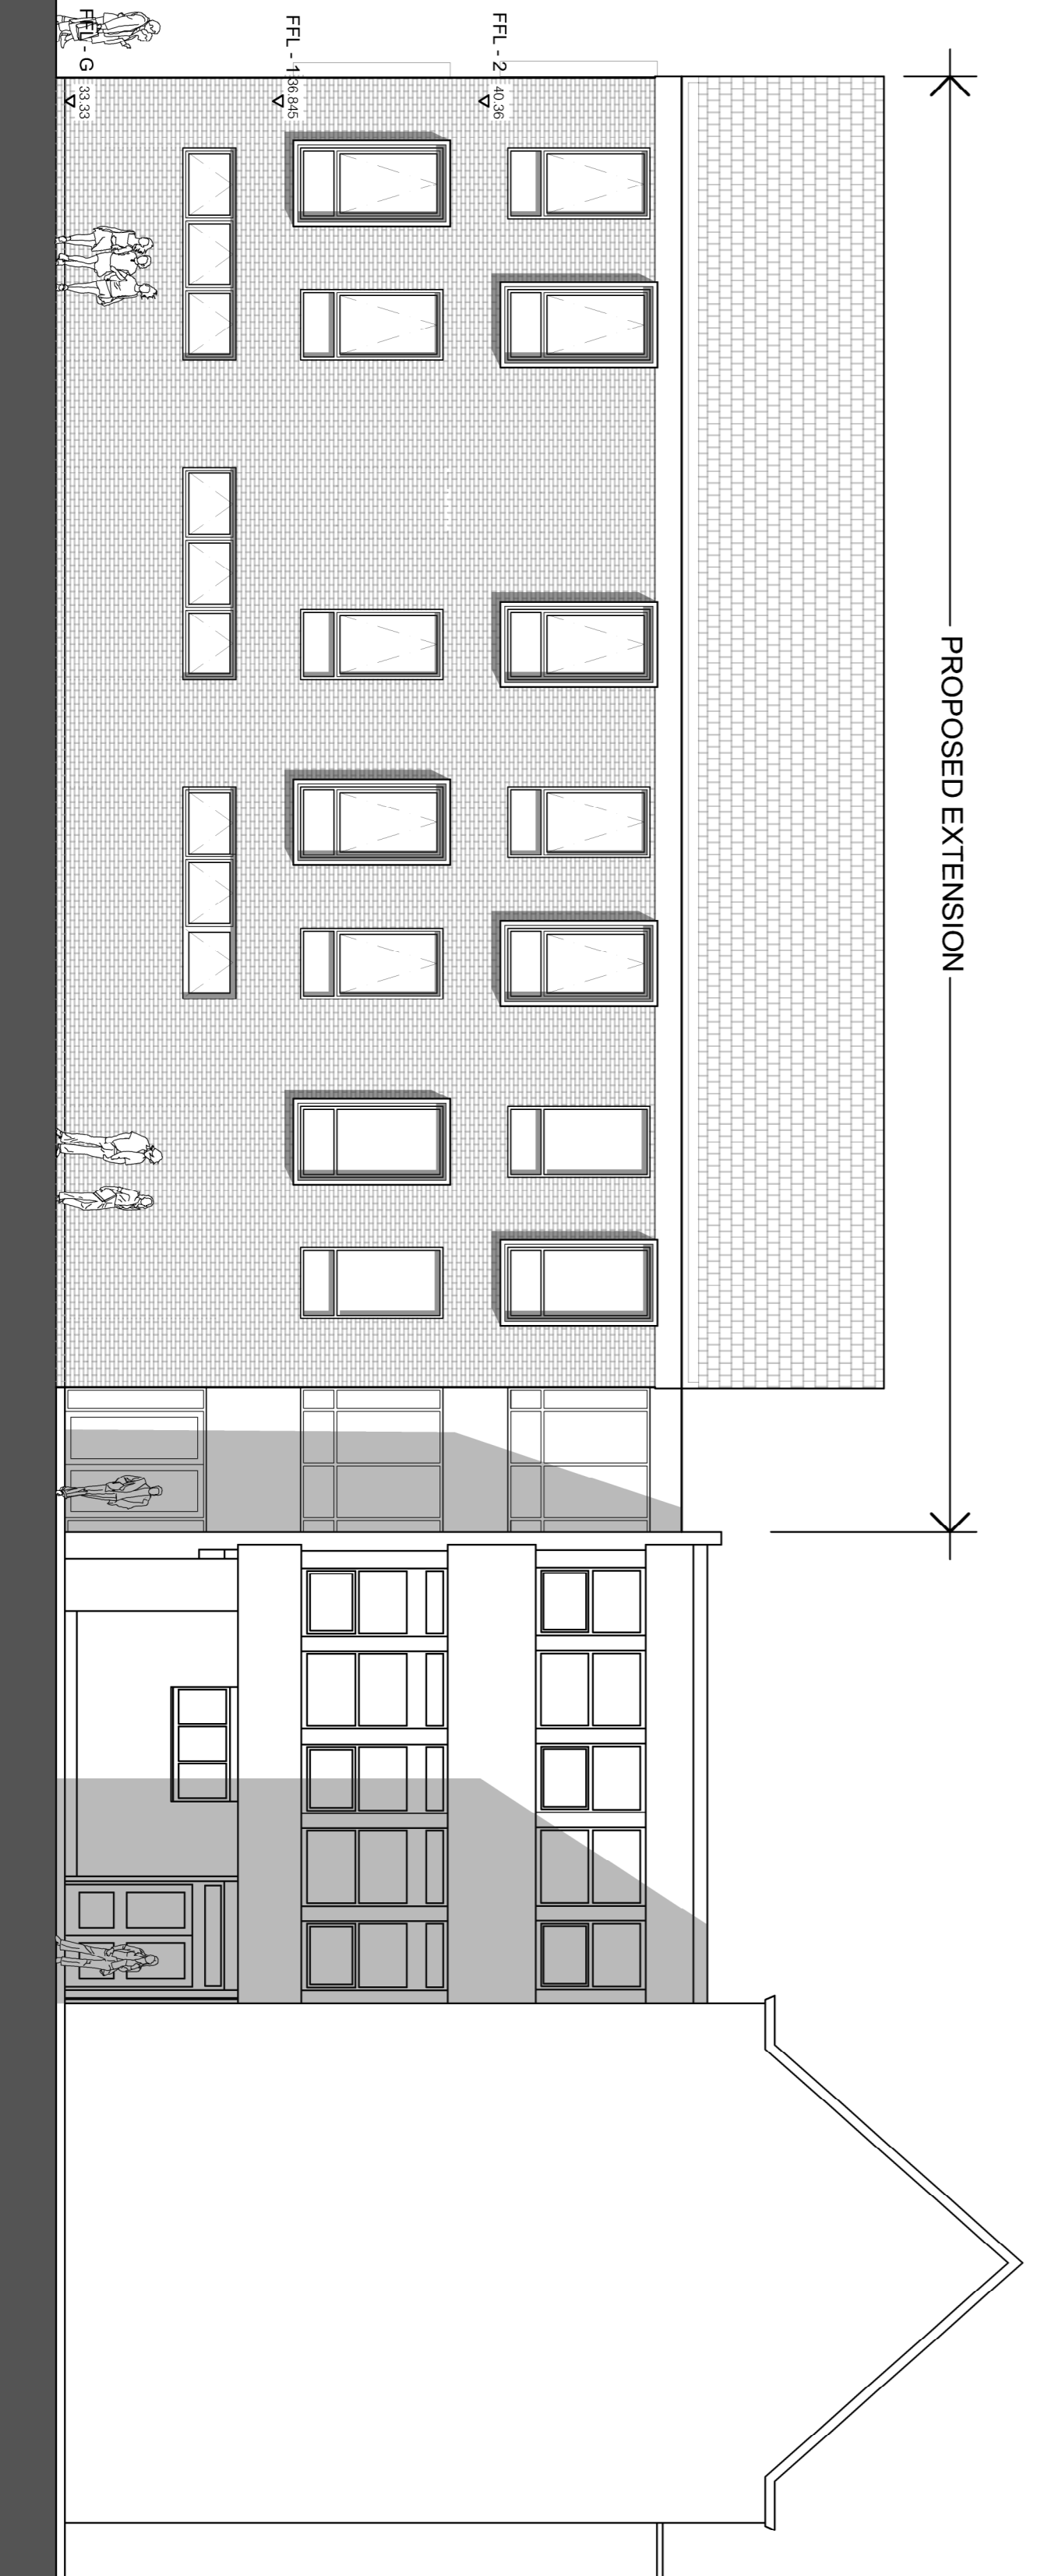 PROPOSED EXTENSION
FFL - 2
40.36
FFL - 1
36.845
FFL - G
33.33